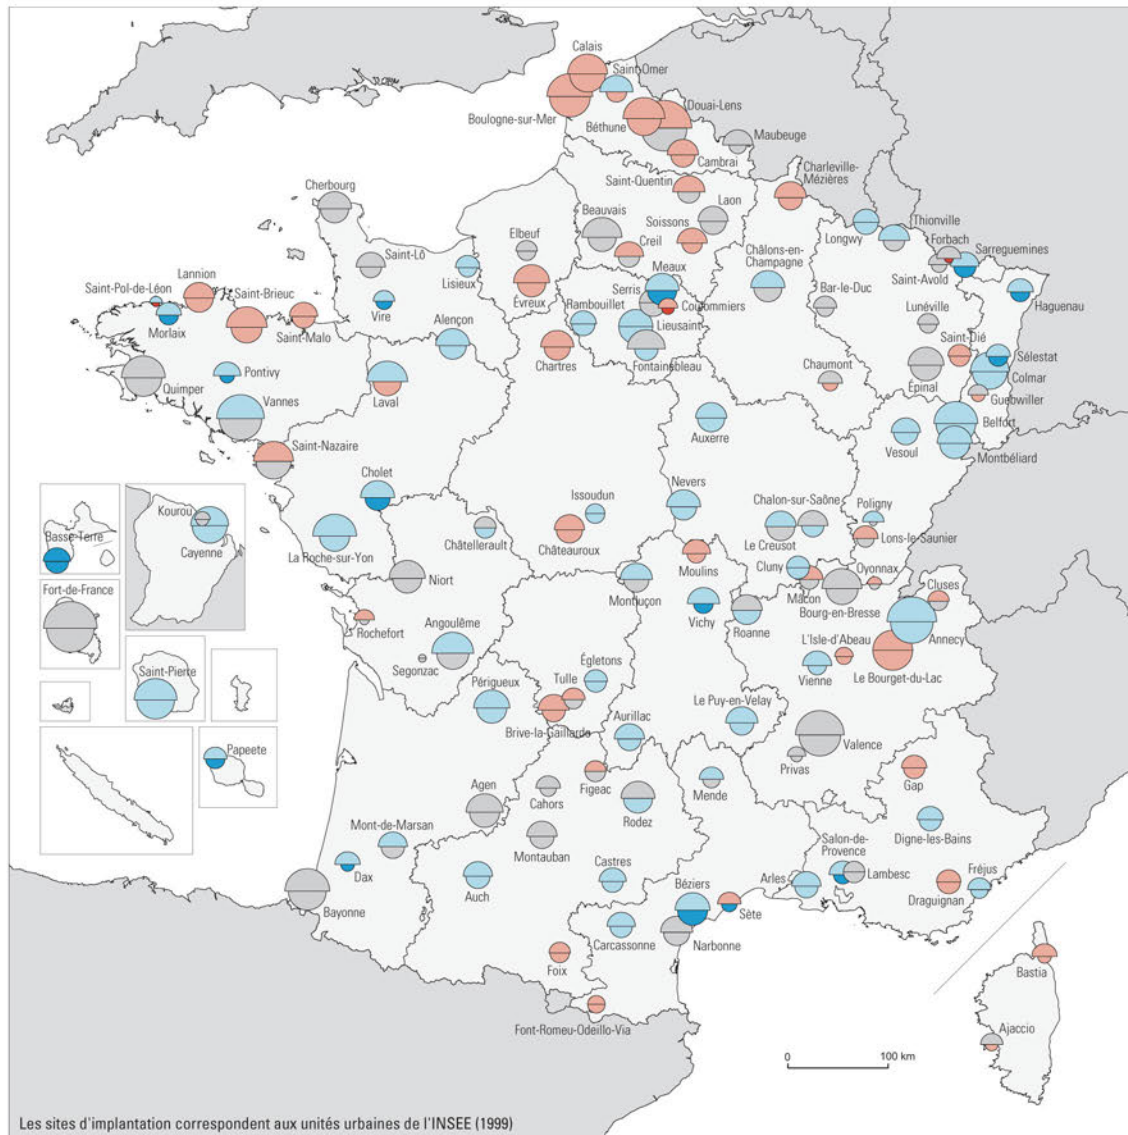 Calais
Saint-Omer
Boulogne-sur-Mer
Béthune
Douai-Lens
Maubeuge
Cambrai
Charleville-
Mézières
Saint-Quentin
Cherbourg
Laon
Beauvais
Soissons
Elbeuf
Creil
Longwy
Thionville
Forbach
Sarreguemines
Saint-Lô
Lisieux
Châlons-en-
Champagne
Saint-Avold
Meaux
Serris
Lannion
Saint-Pol-de-Léon
Saint-Brieuc
Évreux
Rambouillet
Coulommiers
Bar-le-Duc
Haguenau
Vire
Alençon
Lieusaint
Lunéville
Morlaix
Saint-Malo
Saint-Dié
Chartres
Fontainebleau
Sélestat
Pontivy
Quimper
Laval
Chaumont
Épinal
Colmar
Vannes
Guebwiller
Belfort
Auxerre
Vesoul
Montbéliard
Saint-Nazaire
Cholet
Issoudun
Nevers
Chalon-sur-Saône
Poligny
Kourou
Basse-Terre
Cayenne
La Roche-sur-Yon
Châtellerault
Châteauroux
Le Creusot
Lons-le-Saunier
Moulins
Cluny
Oyonnax
Fort-de-France
Niort
Montluçon
Mâcon
Cluses
Bourg-en-Bresse
Vichy
Rochefort
Angoulême
Roanne
Annecy
L'Isle-d'Abeau
Segonzac
Égletons
Vienne
Le Bourget-du-Lac
Saint-Pierre
Périgueux
Tulle
Le Puy-en-Velay
Brive-la-Gaillarde
Aurillac
Valence
Papeete
Privas
Agen
Figeac
Mende
Gap
Cahors
Rodez
Mont-de-Marsan
Montauban
Digne-les-Bains
Salon-de-
Provence
Dax
Castres
Lambesc
Fréjus
Auch
Béziers
Arles
Draguignan
Bayonne
Sète
Carcassonne
Narbonne
Foix
Bastia
Font-Romeu-Odeillo-Via
Ajaccio
0 100 km
Les sites d'implantation correspondent aux unités urbaines de l'INSEE (1999)